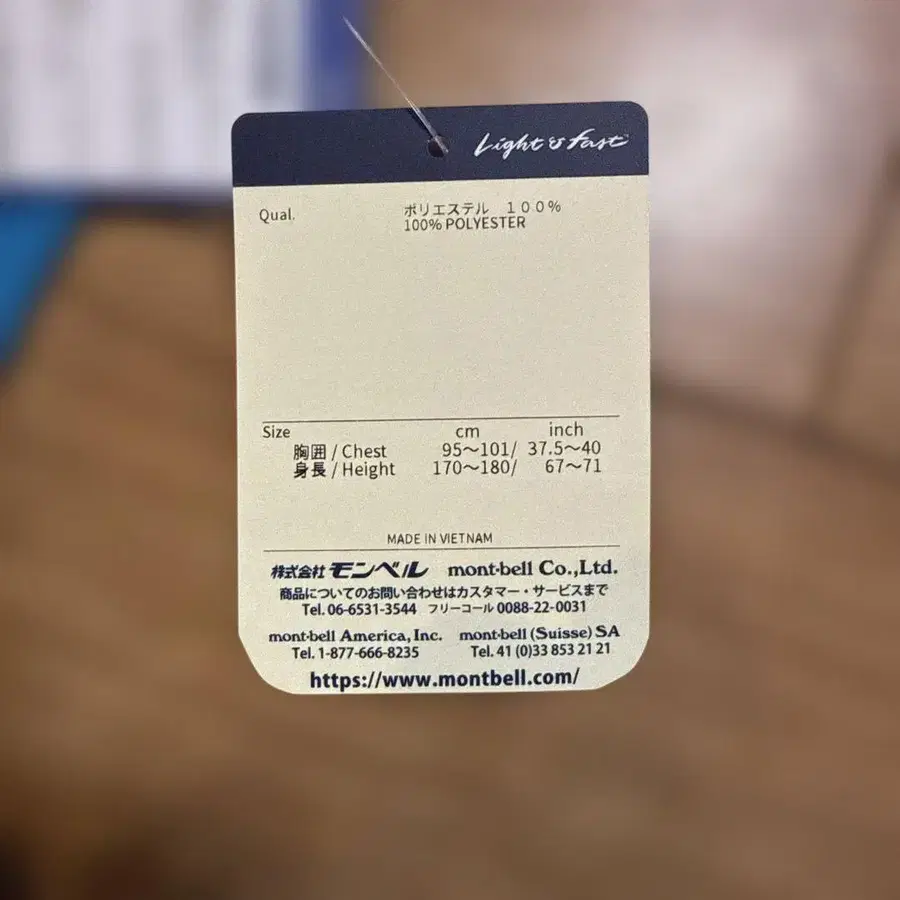 Light & fast™
Qual. ポリエステル　１００％
100% POLYESTER
Size cm inch
胸囲 / Chest 95〜101/ 37.5〜40
身長 / Height 170〜180/ 67〜71
MADE IN VIETNAM
株式会社 モンベル mont-bell Co.,Ltd.
商品についてのお問い合わせはカスタマー・サービスまで
Tel. 06-6531-3544 フリーコール 0088-22-0031
mont-bell America, Inc. mont-bell (Suisse) SA
Tel. 1-877-666-8235 Tel. 41 (0)33 853 21 21
https://www.montbell.com/